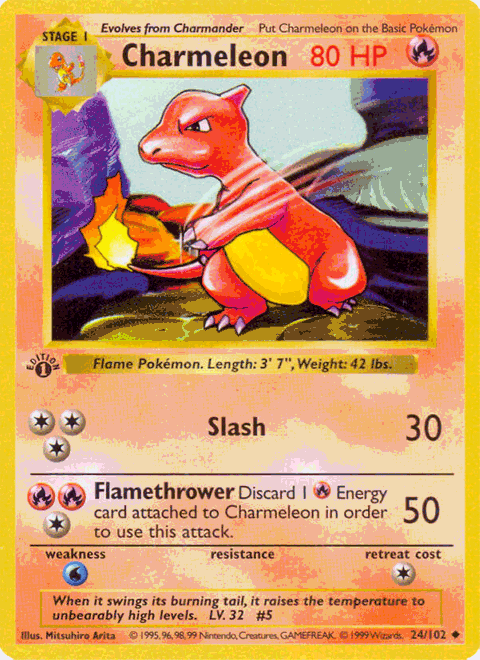 STAGE 1
Evolves from Charmander Put Charmeleon on the Basic Pokémon
Charmeleon 80 HP
EDITION
1
Flame Pokémon. Length: 3' 7", Weight: 42 lbs.
Slash 30
Flamethrower Discard 1 Energy
card attached to Charmeleon in order
to use this attack.
50
weakness resistance retreat cost
When it swings its burning tail, it raises the temperature to
unbearably high levels. LV. 32 #5
Illus. Mitsuhiro Arita © 1995, 96, 98, 99 Nintendo, Creatures, GAMEFREAK. © 1999 Wizards. 24/102